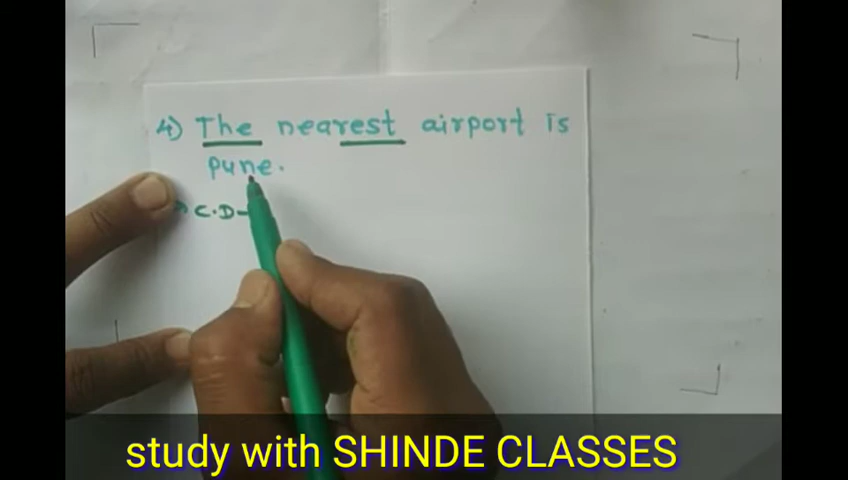 4) The nearest airport is
pune.
→ C.D-
study with SHINDE CLASSES